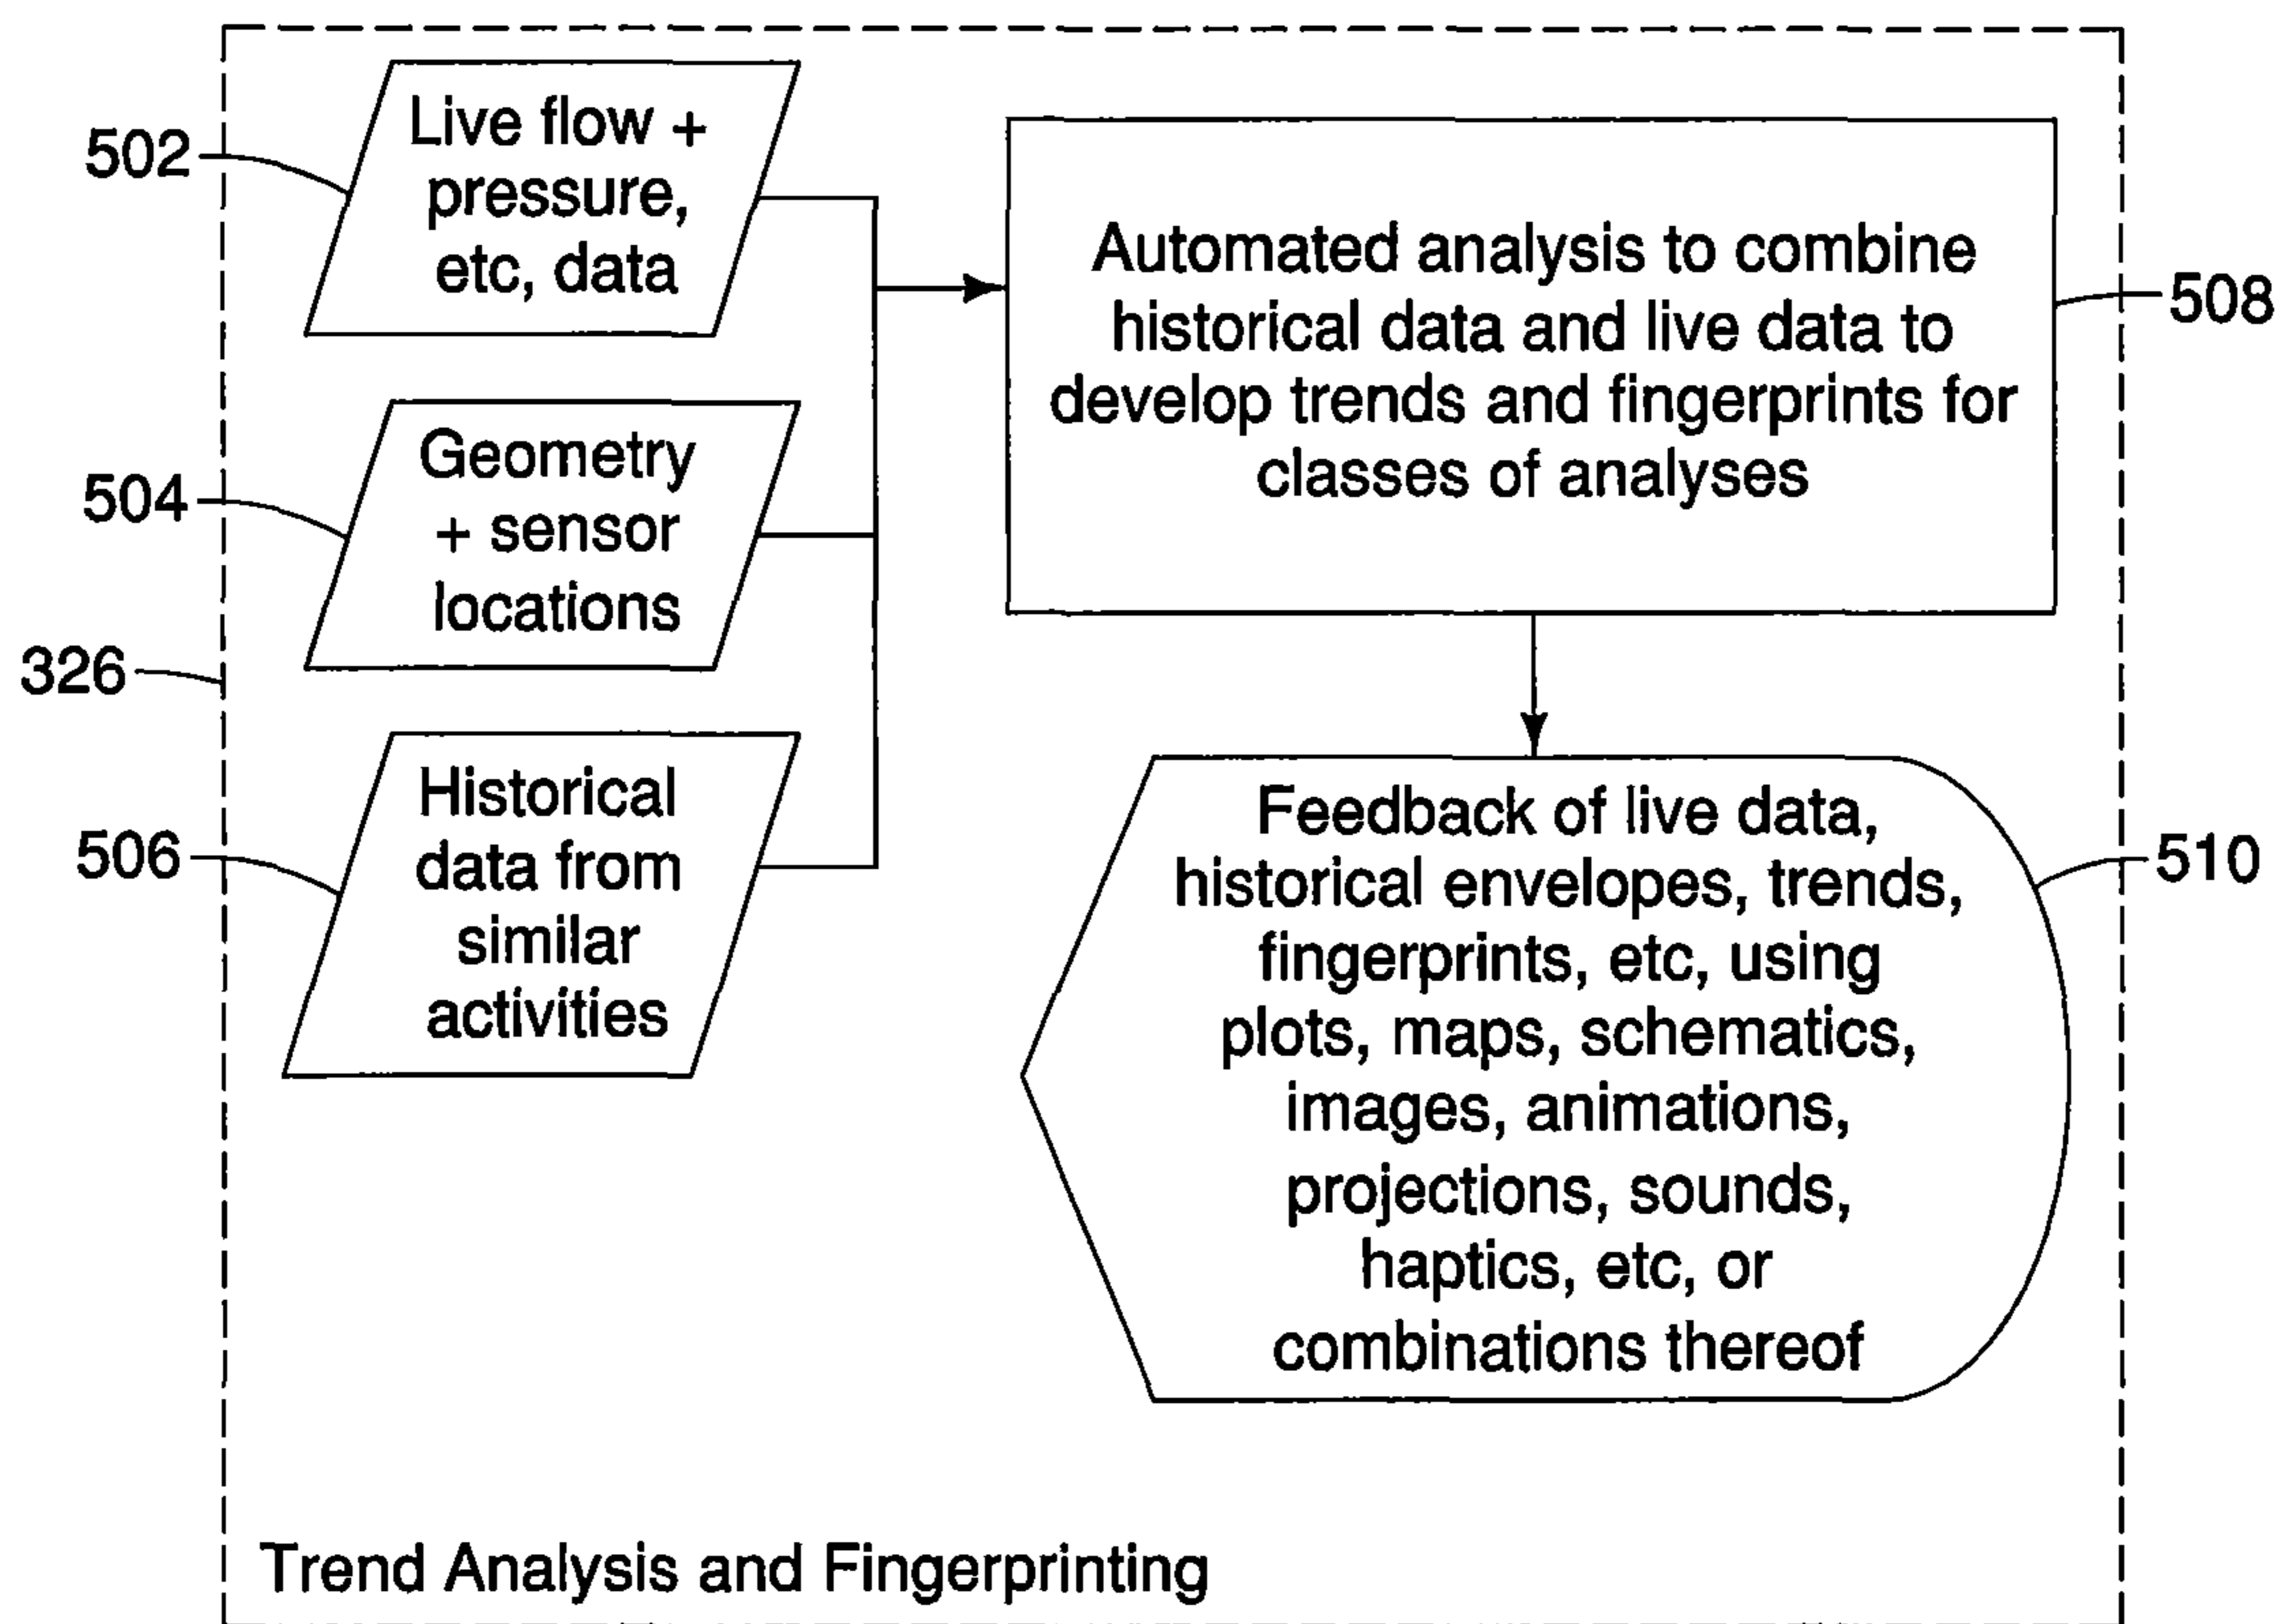 502
Live flow +
pressure,
etc, data
504
Geometry
+ sensor
locations
326
506
Historical
data from
similar
activities
Automated analysis to combine
historical data and live data to
develop trends and fingerprints for
classes of analyses
508
Feedback of live data,
historical envelopes, trends,
fingerprints, etc, using
plots, maps, schematics,
images, animations,
projections, sounds,
haptics, etc, or
combinations thereof
510
Trend Analysis and Fingerprinting